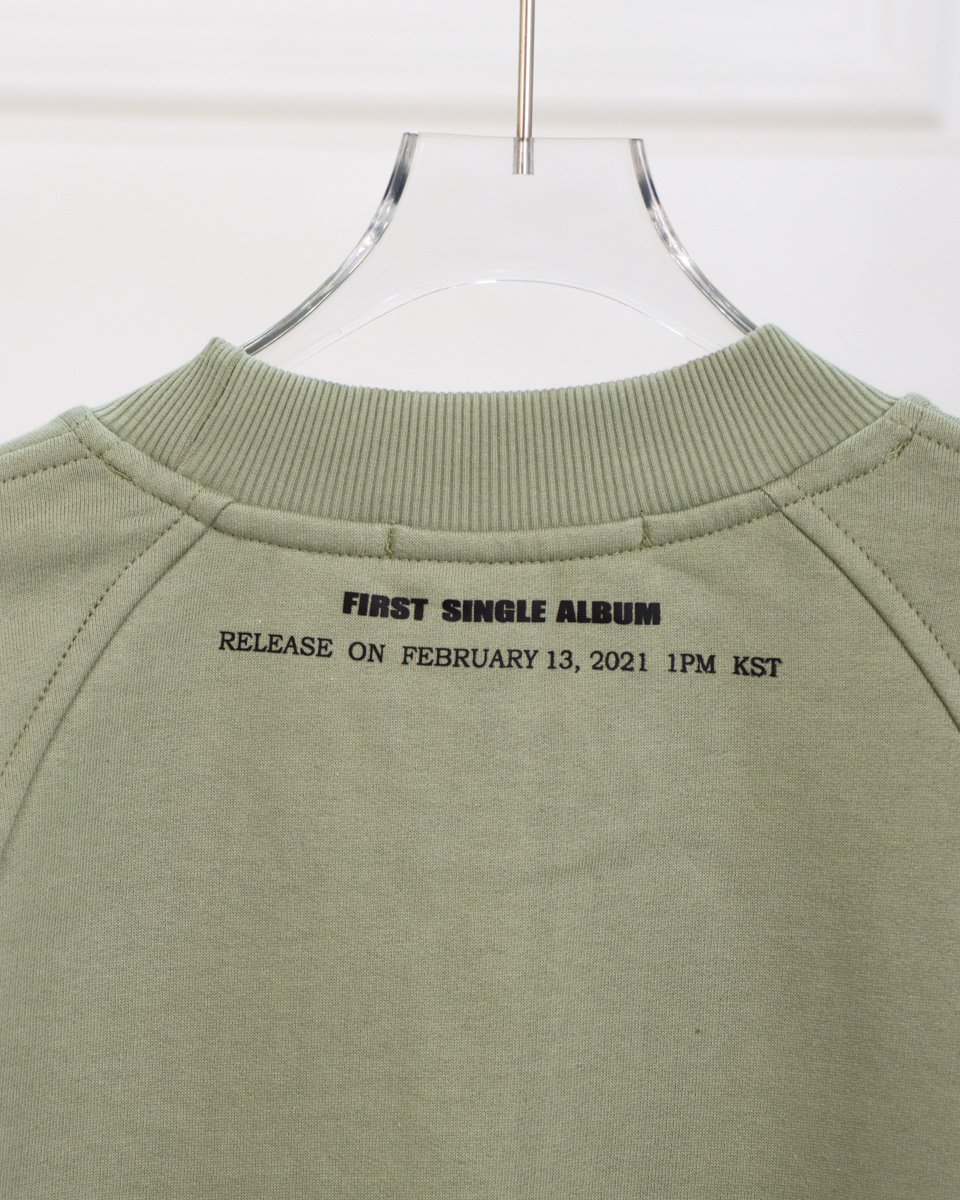 FIRST SINGLE ALBUM
RELEASE ON FEBRUARY 13, 2021 1PM KST